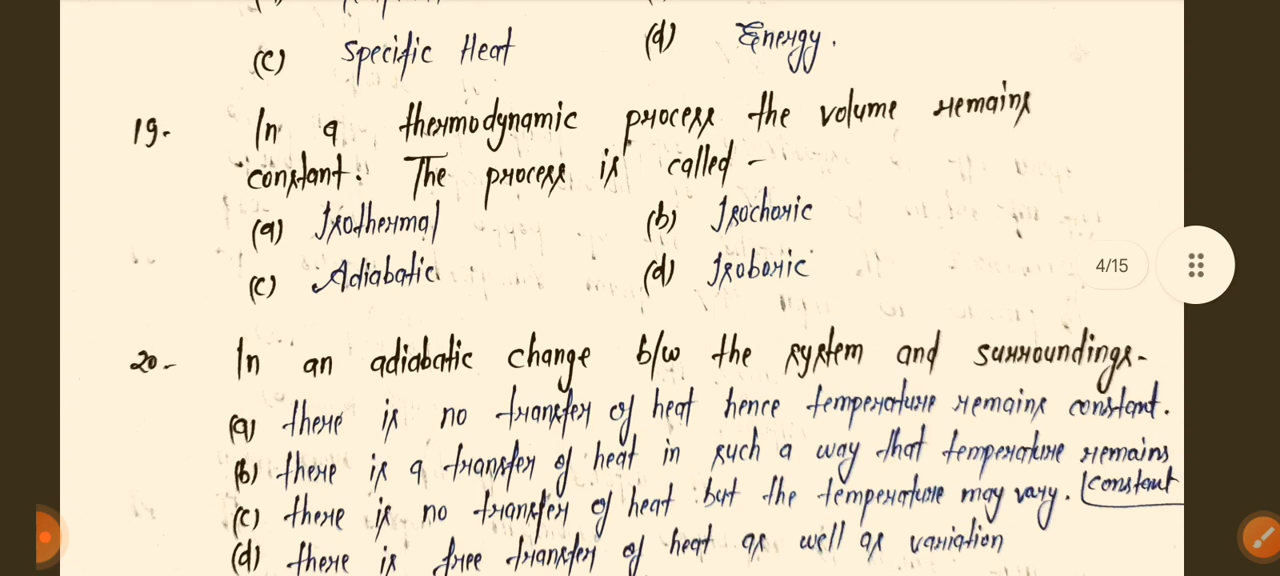 (c) Specific Heat (d) Energy.
19. In a thermodynamic process the volume remains
constant. The process is called -
(a) Isothermal (b) Isochoric
(c) Adiabatic (d) Isoboric
4/15
20- In an adiabatic change b/w the system and surroundings-
(a) there is no transfer of heat hence temperature remains constant.
(b) there is a transfer of heat in such a way that temperature remains constant
(c) there is no transfer of heat but the temperature may vary.
(d) there is free transfer of heat as well as variation